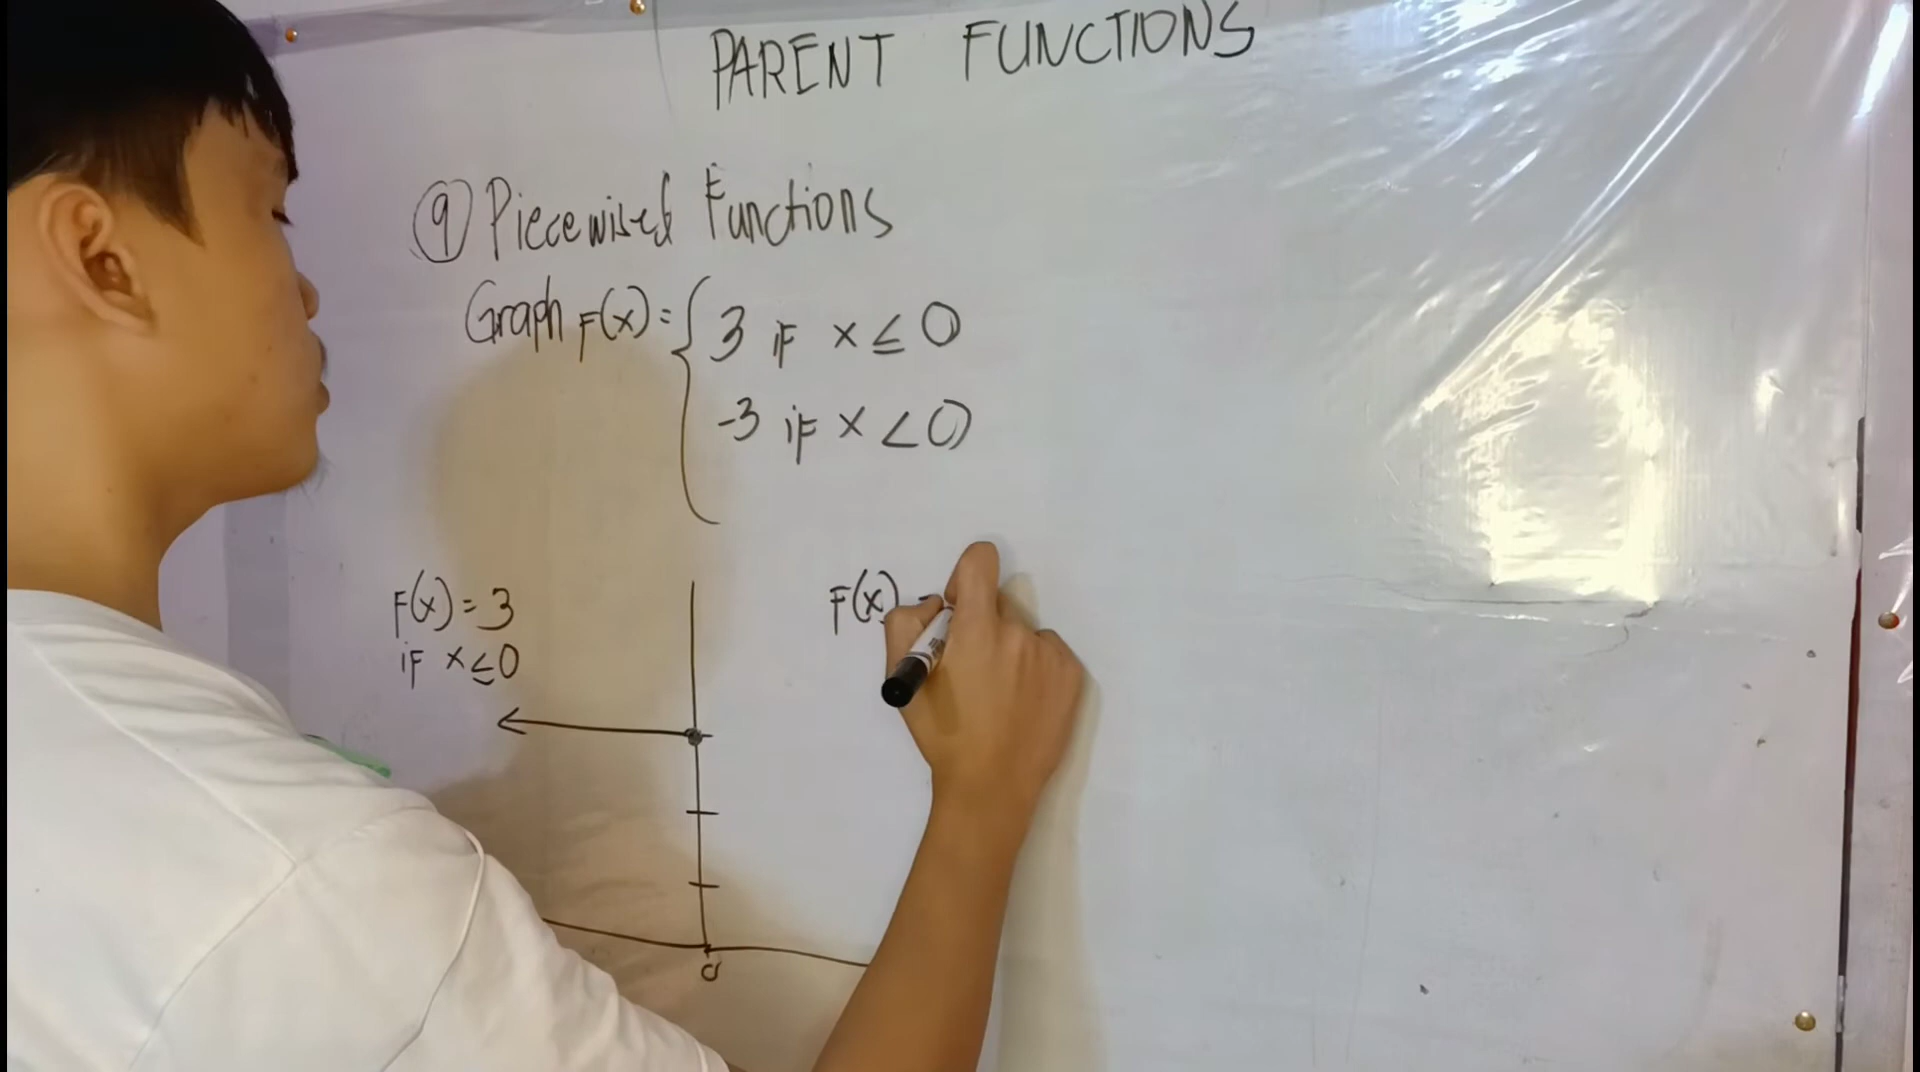 PARENT FUNCTIONS
⑨ Piecewised Functions
Graph F(x) = { 3 if x ≤ 0
-3 if x < 0
F(x) = 3
if x ≤ 0
F(x)
0